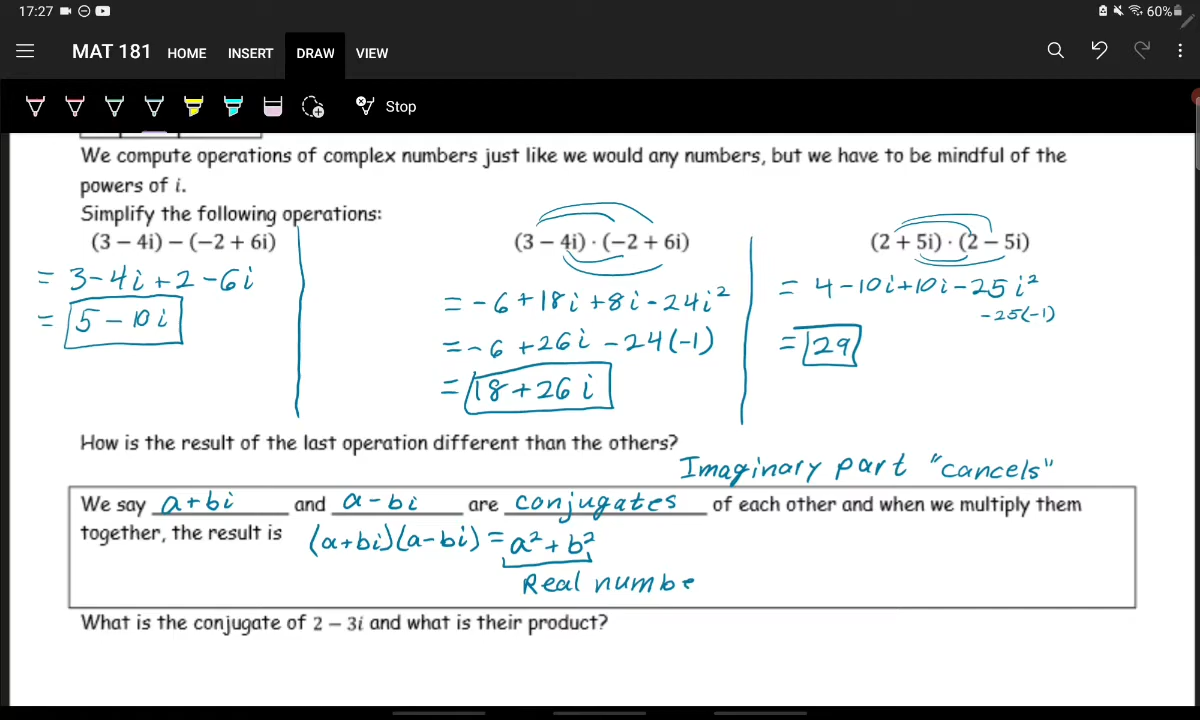 17:27 60%
MAT 181 HOME INSERT DRAW VIEW
Stop
We compute operations of complex numbers just like we would any numbers, but we have to be mindful of the
powers of i.
Simplify the following operations:
(3 – 4i) – (–2 + 6i)
= 3-4i+2-6i
= 5-10i
(3 – 4i) · (–2 + 6i)
= -6+18i+8i-24i²
= -6+26i-24(-1)
= 18+26i
(2 + 5i) · (2 – 5i)
= 4-10i+10i-25i²
-25(-1)
= 29
How is the result of the last operation different than the others?
Imaginary part "cancels"
We say a+bi and a-bi are conjugates of each other and when we multiply them
together, the result is (a+bi)(a-bi) = a²+b²
Real numbe
What is the conjugate of 2 – 3i and what is their product?